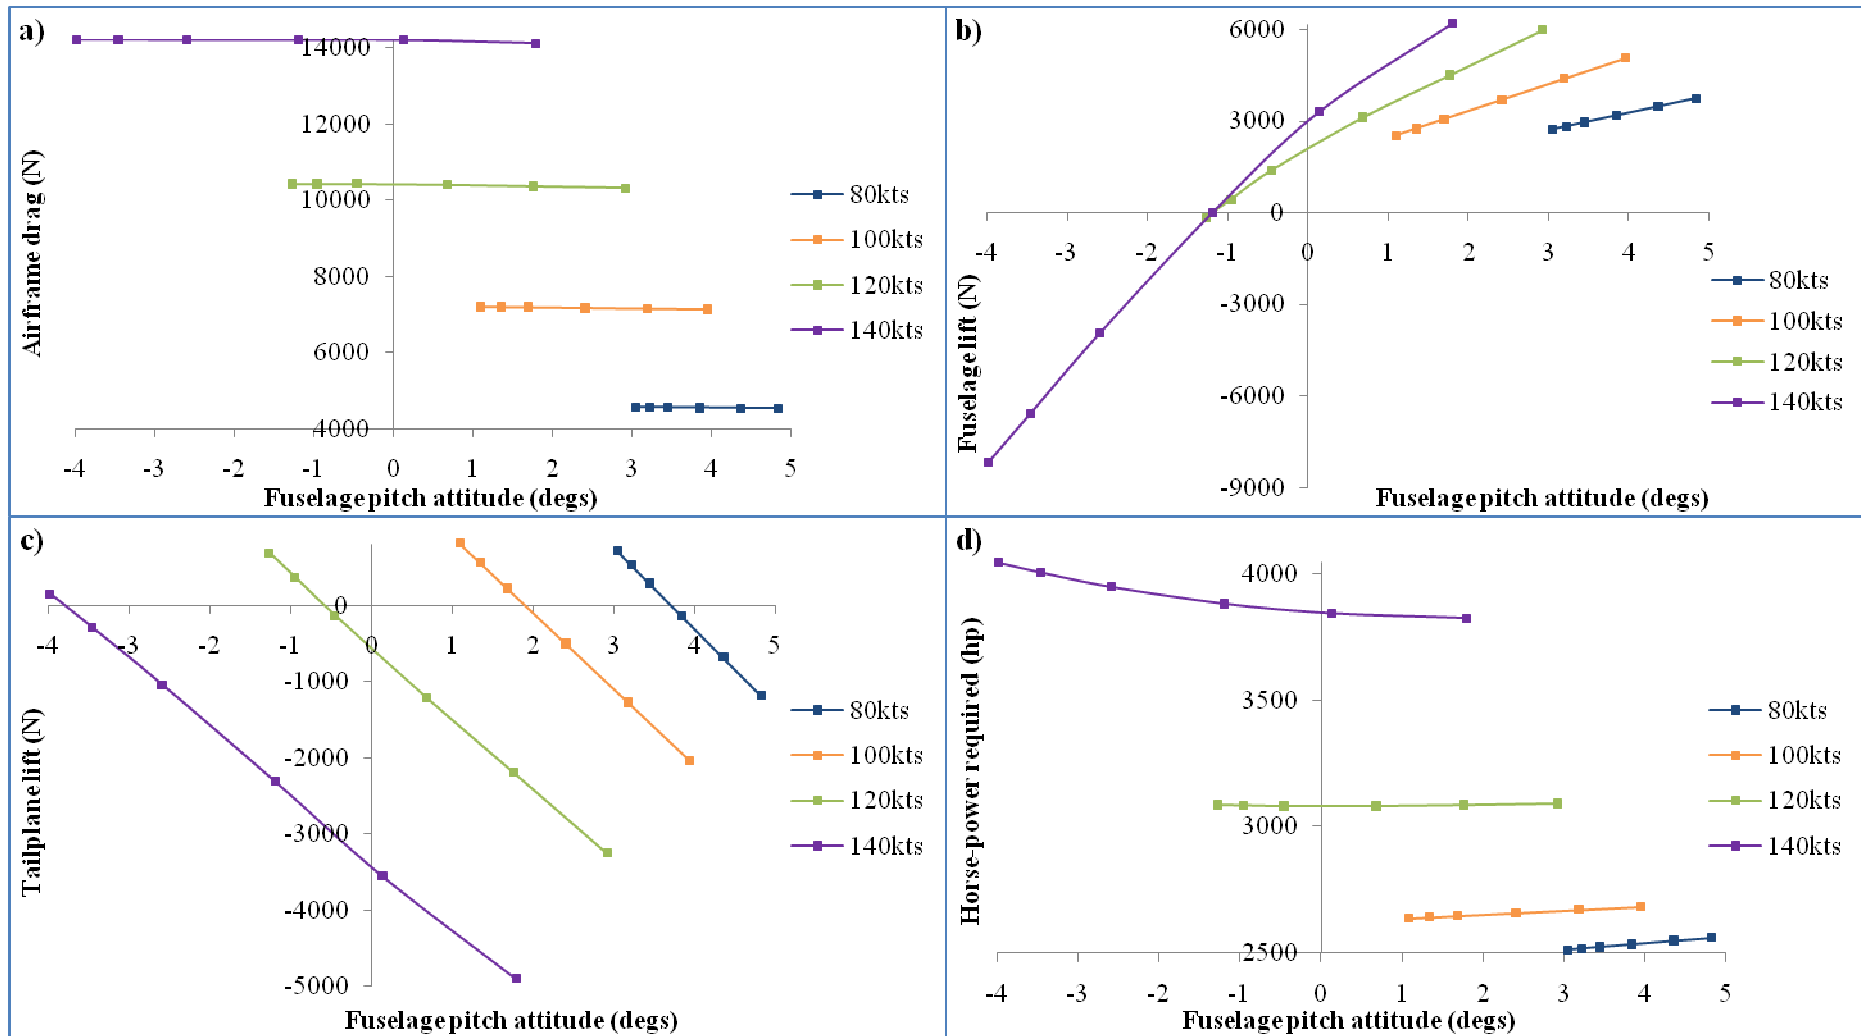 a)
14000
12000
10000
8000
6000
4000
-4 -3 -2 -1 0 1 2 3 4 5
Airframe drag (N)
Fuselage pitch attitude (degs)
80kts
100kts
120kts
140kts
b)
6000
3000
0
-3000
-6000
-9000
-4 -3 -2 -1 0 1 2 3 4 5
Fuselage lift (N)
Fuselage pitch attitude (degs)
80kts
100kts
120kts
140kts
c)
0
-1000
-2000
-3000
-4000
-5000
-4 -3 -2 -1 0 1 2 3 4 5
Tailplane lift (N)
Fuselage pitch attitude (degs)
80kts
100kts
120kts
140kts
d)
4000
3500
3000
2500
-4 -3 -2 -1 0 1 2 3 4 5
Horse-power required (hp)
Fuselage pitch attitude (degs)
80kts
100kts
120kts
140kts